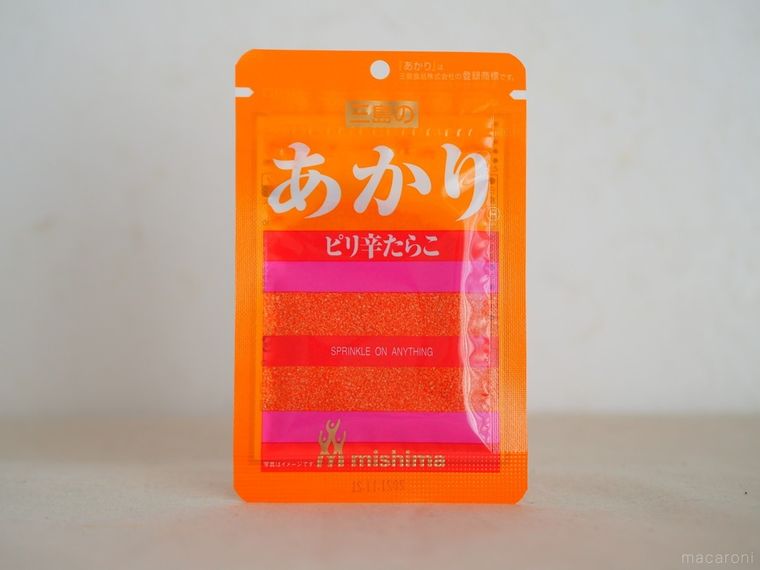 「あかり」は
三島食品株式会社の登録商標です。
三島の
あかり
ピリ辛たらこ
SPRINKLE ON ANYTHING
mishima
写真はイメージです
macaroni